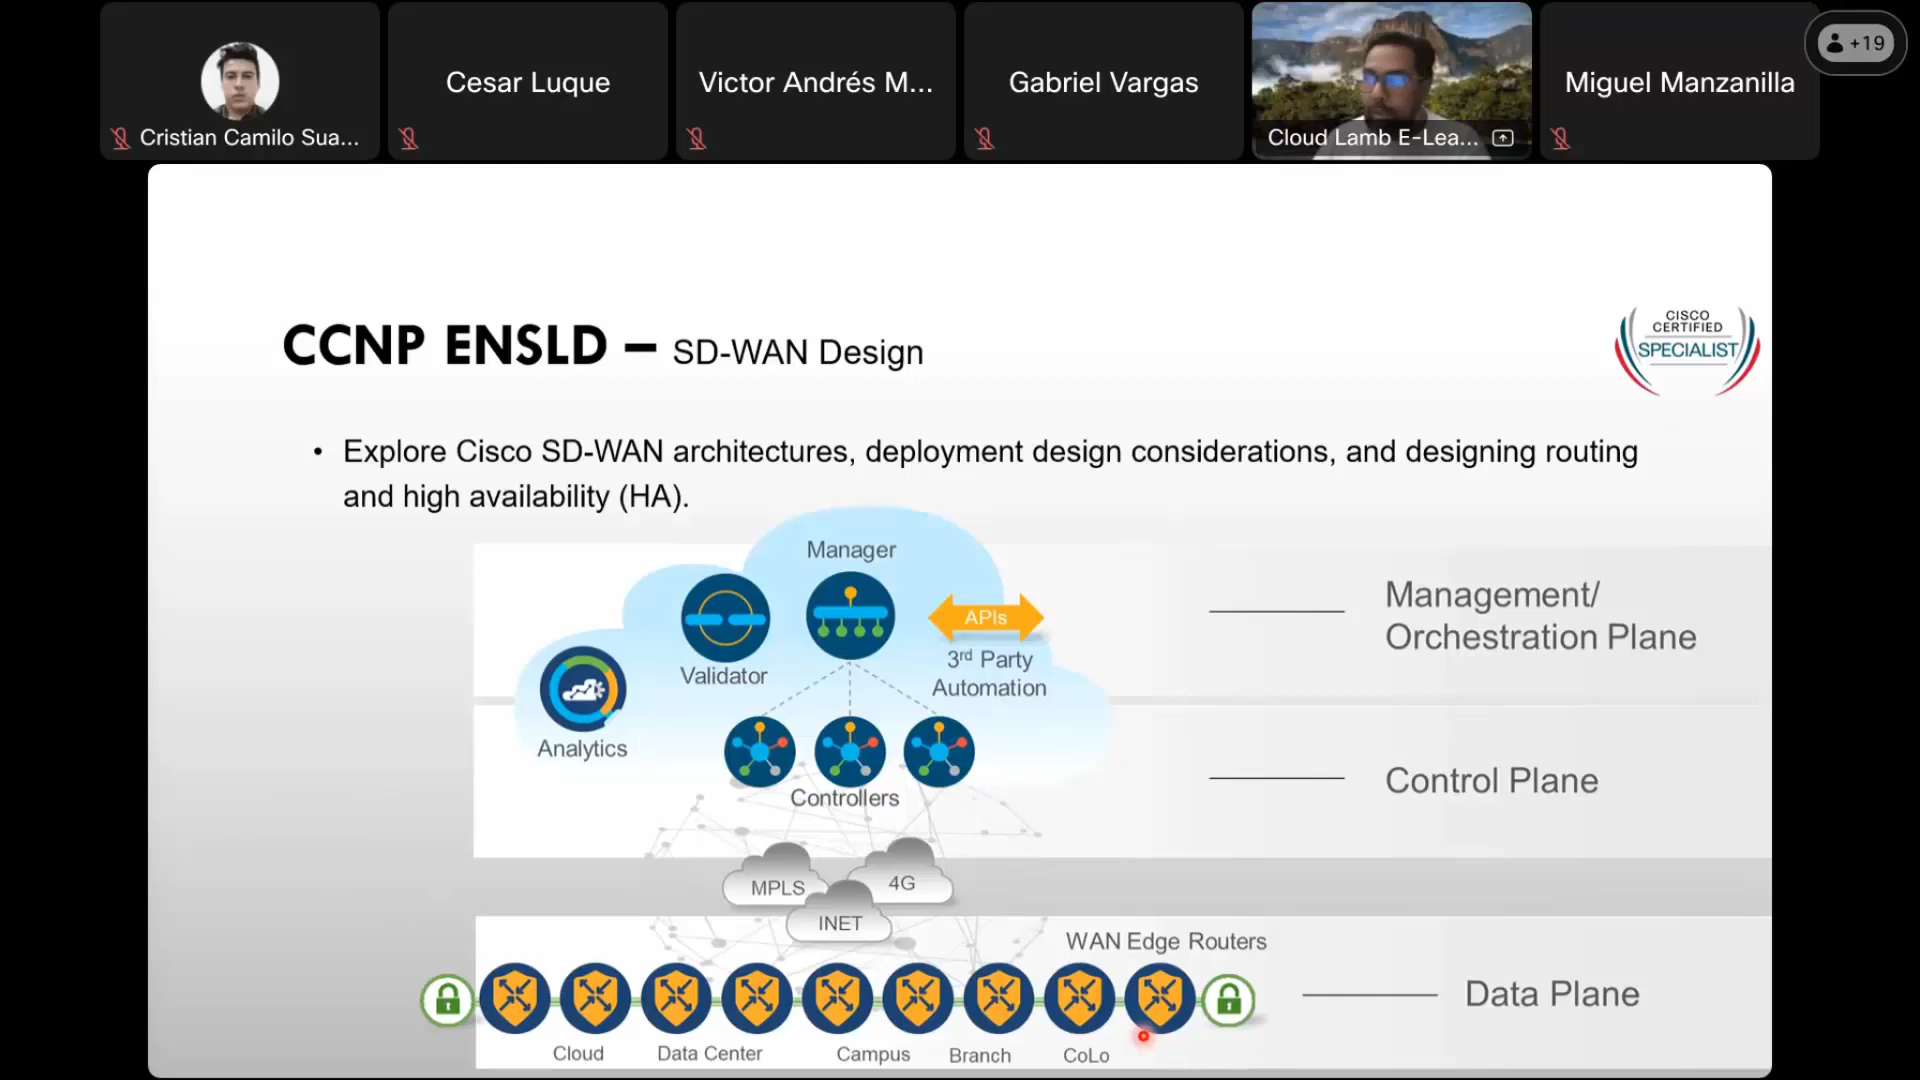 Cristian Camilo Sua...
Cesar Luque
Victor Andrés M...
Gabriel Vargas
Cloud Lamb E-Lea...
Miguel Manzanilla
+19
CCNP ENSLD – SD-WAN Design
CISCO
CERTIFIED
SPECIALIST
• Explore Cisco SD-WAN architectures, deployment design considerations, and designing routing
and high availability (HA).
Manager
Validator
APIs
3rd Party
Automation
Analytics
Controllers
Management/
Orchestration Plane
Control Plane
MPLS
4G
INET
WAN Edge Routers
Data Plane
Cloud
Data Center
Campus
Branch
CoLo